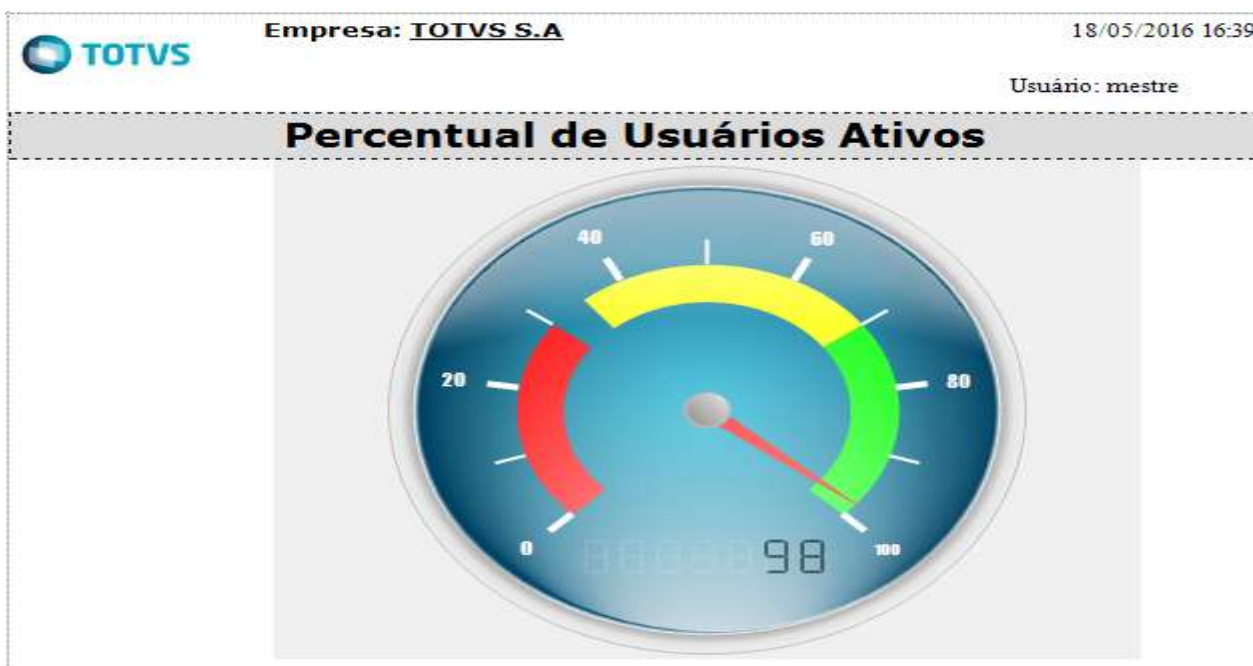 TOTVS
Empresa: TOTVS S.A
18/05/2016 16:39
Usuário: mestre
Percentual de Usuários Ativos
40
60
20
80
0
98
100